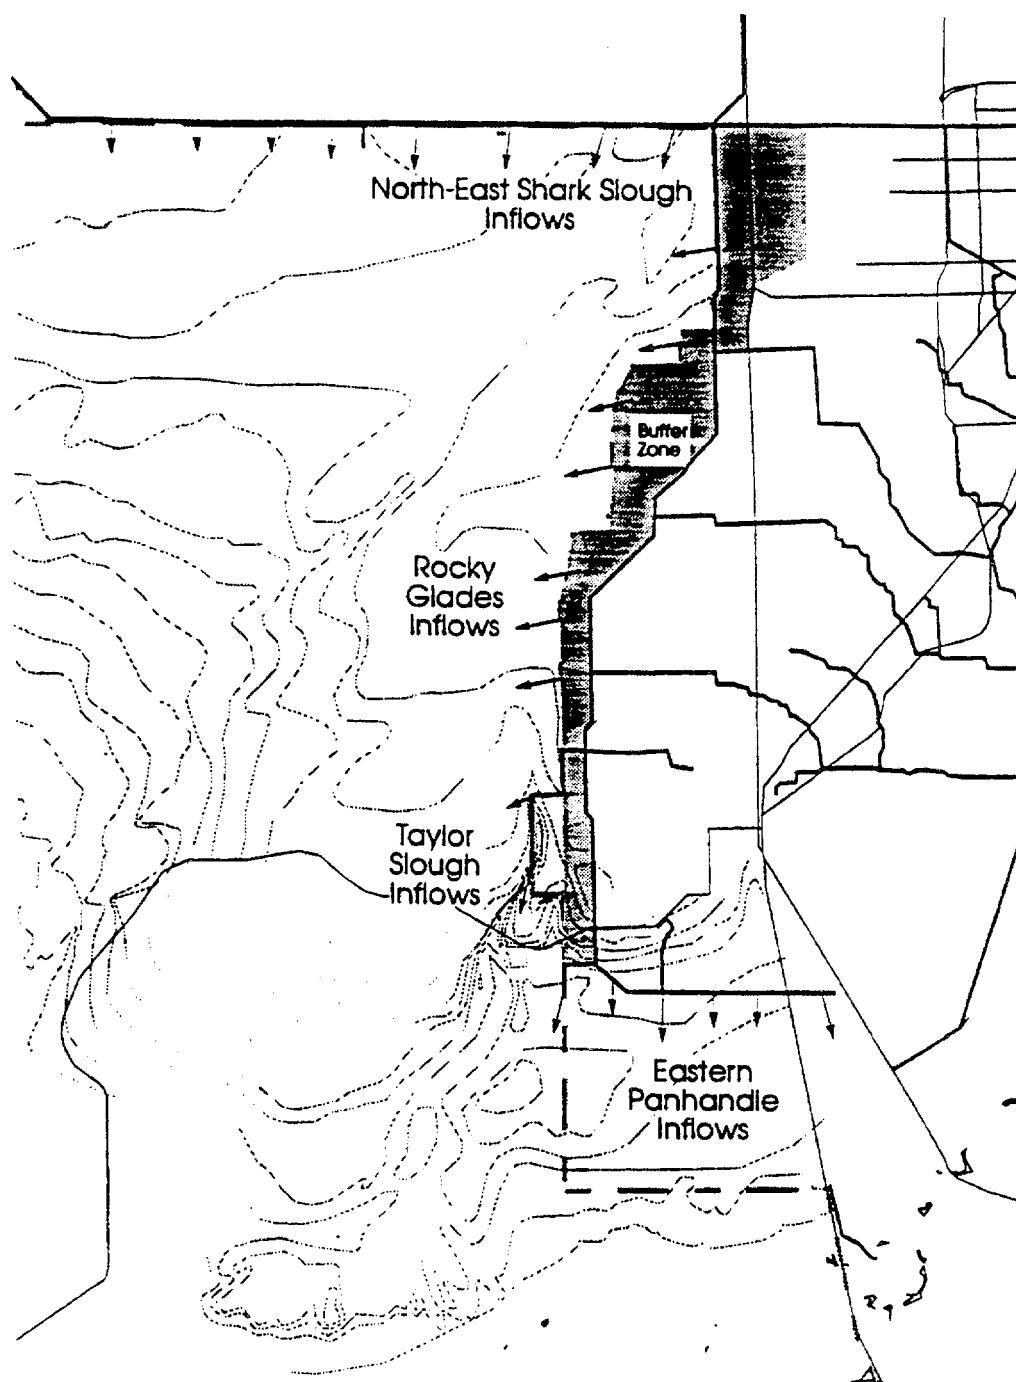 North-East Shark Slough
Inflows
Buffer
Zone
Rocky
Glades
Inflows
Taylor
Slough
Inflows
Eastern
Panhandle
Inflows